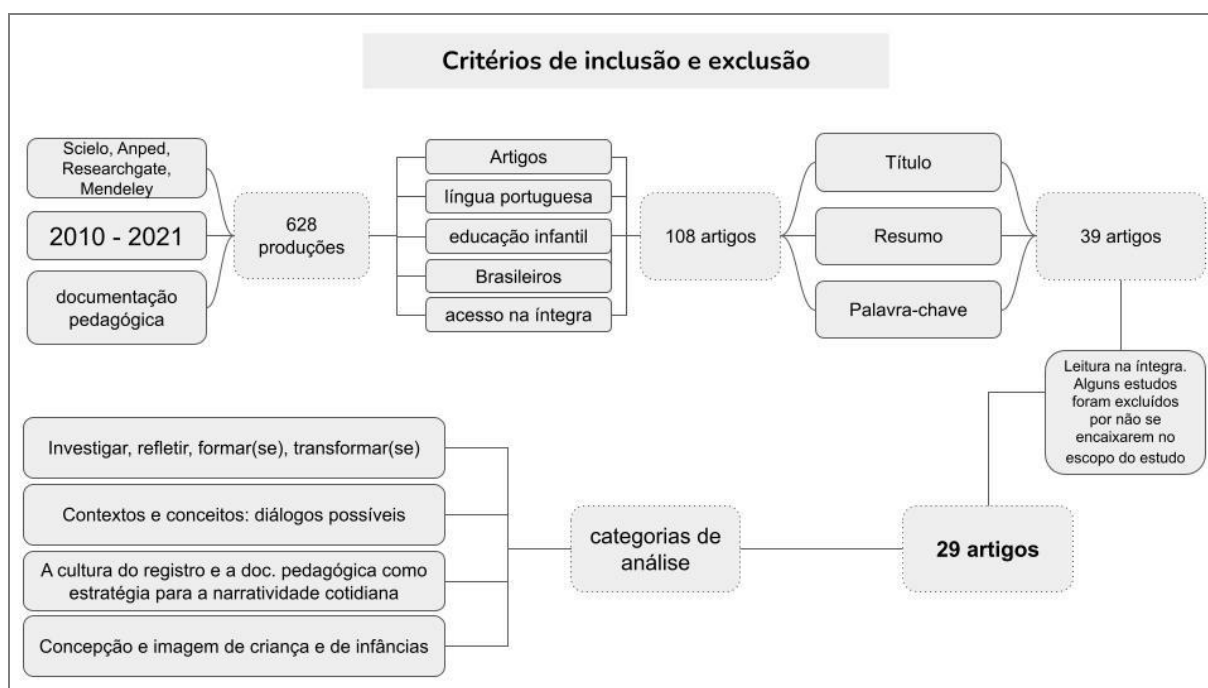 Critérios de inclusão e exclusão
Scielo, Anped,
Researchgate,
Mendeley
2010 - 2021
documentação
pedagógica
628
produções
Artigos
língua portuguesa
educação infantil
Brasileiros
acesso na íntegra
108 artigos
Título
Resumo
Palavra-chave
39 artigos
Leitura na íntegra.
Alguns estudos
foram excluídos
por não se
encaixarem no
escopo do estudo
29 artigos
categorias de
análise
Investigar, refletir, formar(se), transformar(se)
Contextos e conceitos: diálogos possíveis
A cultura do registro e a doc. pedagógica como
estratégia para a narratividade cotidiana
Concepção e imagem de criança e de infâncias